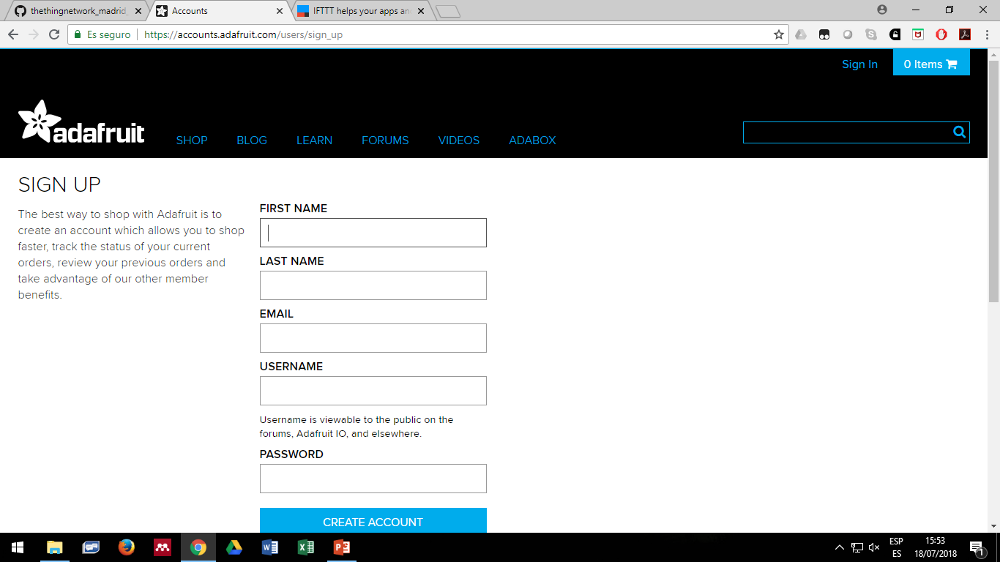 thethingnetwork_madrid_
Accounts
IFTTT helps your apps an
Es seguro
https://accounts.adafruit.com/users/sign_up
Sign In
0 Items
adafruit
SHOP
BLOG
LEARN
FORUMS
VIDEOS
ADABOX
SIGN UP
The best way to shop with Adafruit is to
create an account which allows you to shop
faster, track the status of your current
orders, review your previous orders and
take advantage of our other member
benefits.
FIRST NAME
LAST NAME
EMAIL
USERNAME
Username is viewable to the public on the
forums, Adafruit IO, and elsewhere.
PASSWORD
CREATE ACCOUNT
ESP
ES
15:53
18/07/2018
1